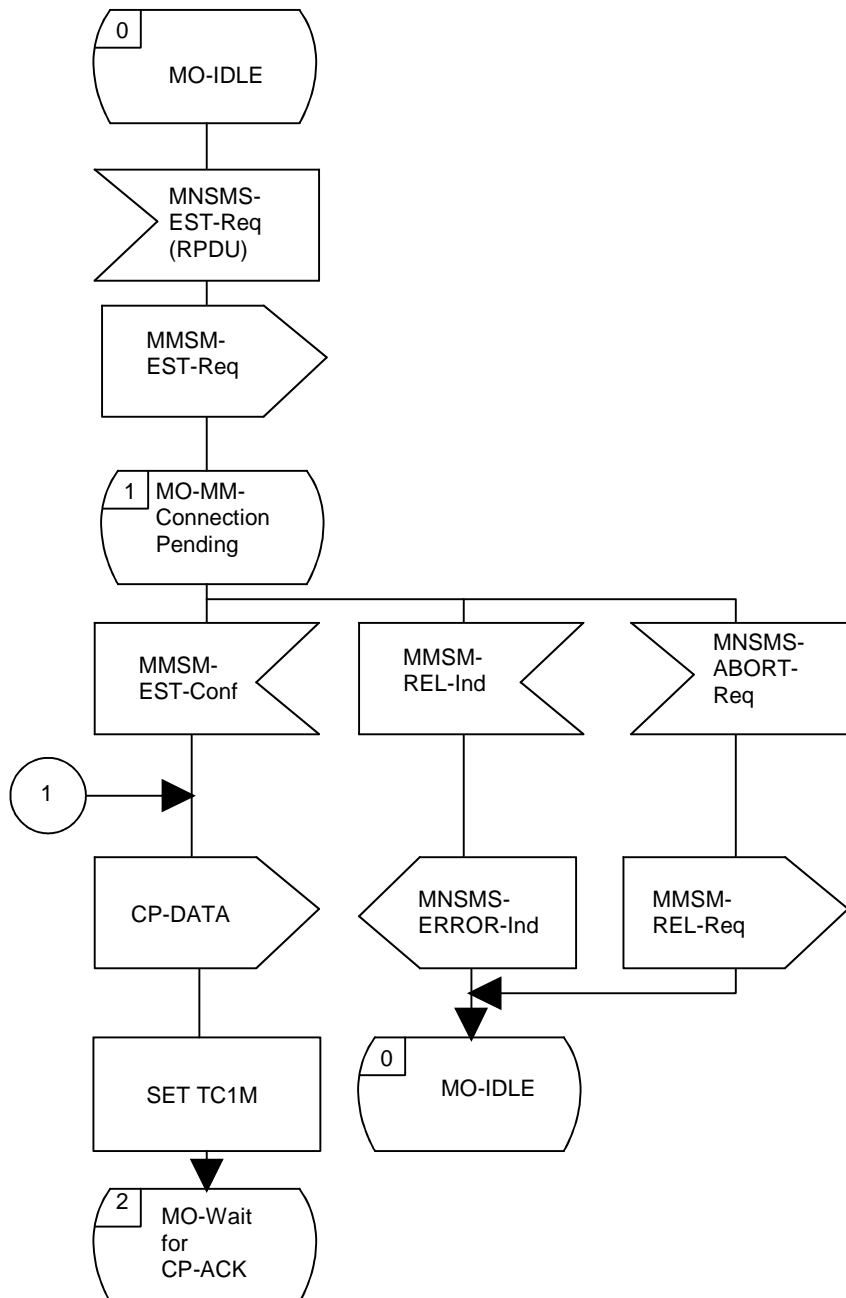 0
MO-IDLE
MNSMS-
EST-Req
(RPDU)
MMSM-
EST-Req
1
MO-MM-
Connection
Pending
MMSM-
EST-Conf
MMSM-
REL-Ind
MNSMS-
ABORT-
Req
1
CP-DATA
MNSMS-
ERROR-Ind
MMSM-
REL-Req
SET TC1M
0
MO-IDLE
2
MO-Wait
for
CP-ACK